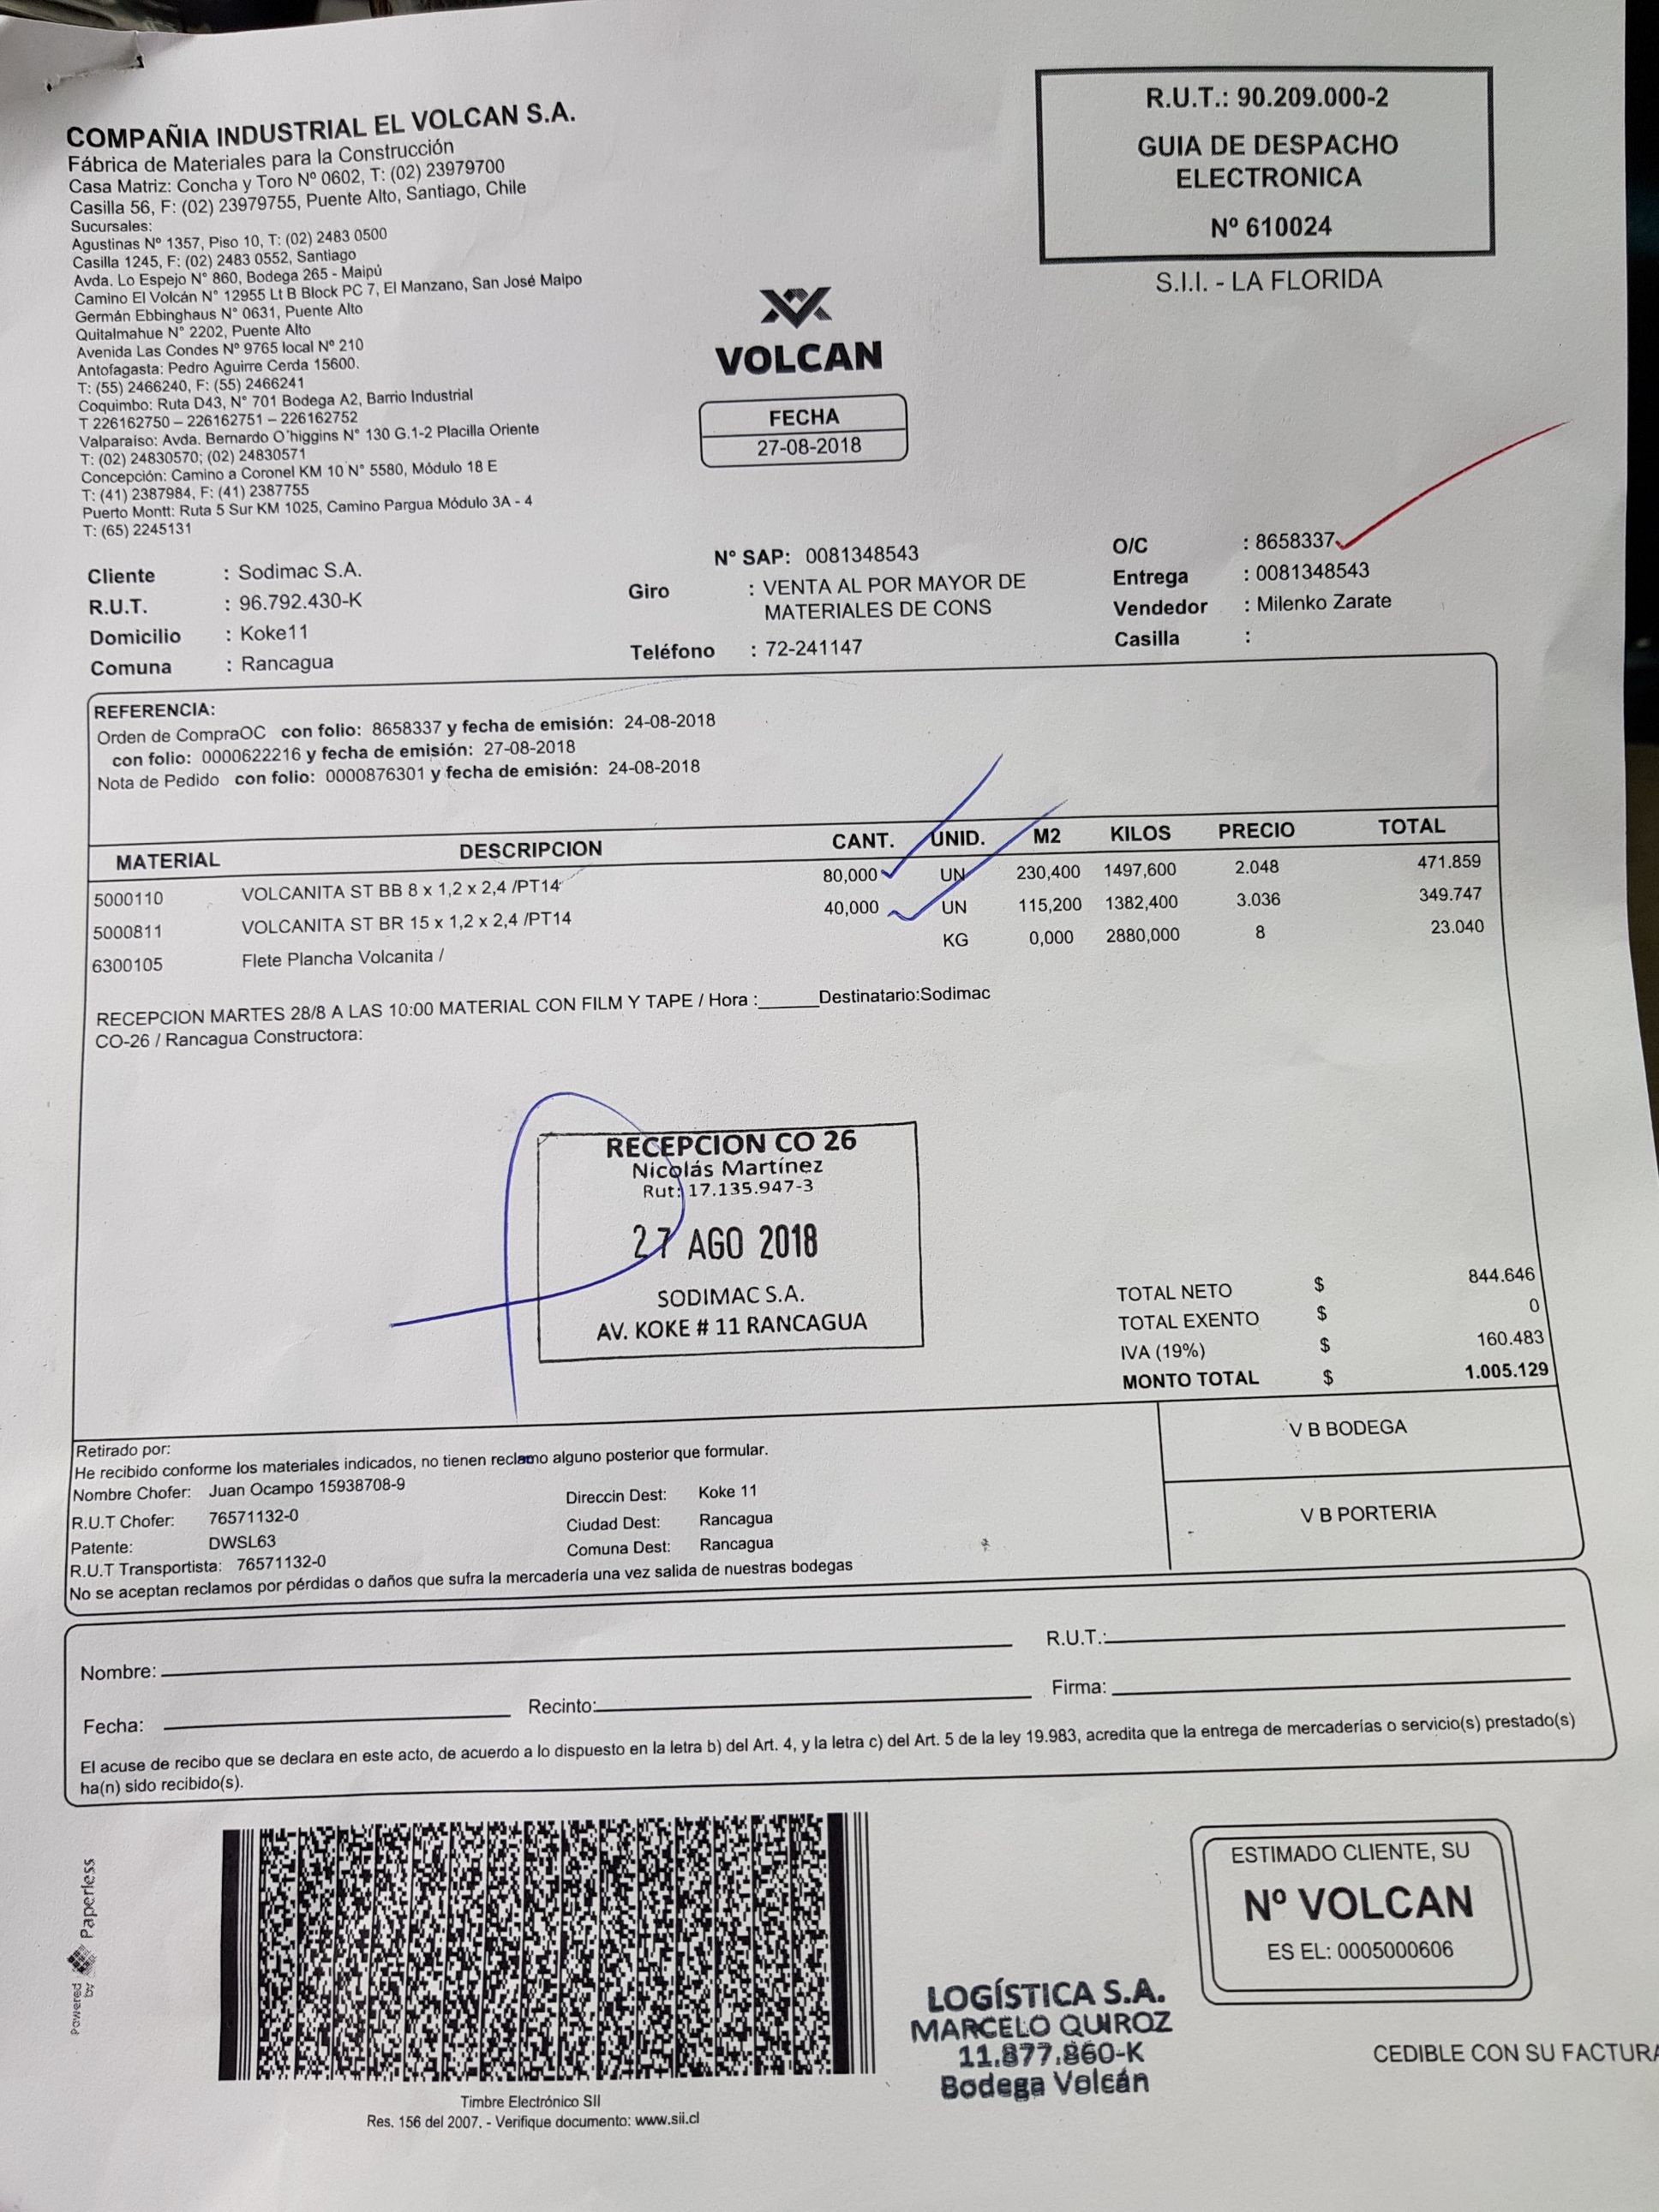 COMPAÑIA INDUSTRIAL EL VOLCAN S.A.
Fábrica de Materiales para la Construcción
Casa Matriz: Concha y Toro Nº 0602, T: (02) 23979700
Casilla 56, F: (02) 23979755, Puente Alto, Santiago, Chile
Sucursales:
Agustinas Nº 1357, Piso 10, T: (02) 2483 0500
Casilla 1245, F: (02) 2483 0552, Santiago
Avda. Lo Espejo N° 860, Bodega 265 - Maipú
Camino El Volcán N° 12955 Lt B Block PC 7, El Manzano, San José Maipo
Germán Ebbinghaus N° 0631, Puente Alto
Quitalmahue N° 2202, Puente Alto
Avenida Las Condes Nº 9765 local Nº 210
Antofagasta: Pedro Aguirre Cerda 15600.
T: (55) 2466240, F: (55) 2466241
Coquimbo: Ruta D43, N° 701 Bodega A2, Barrio Industrial
T 226162750 – 226162751 – 226162752
Valparaiso: Avda. Bernardo O'higgins N° 130 G.1-2 Placilla Oriente
T: (02) 24830570; (02) 24830571
Concepción: Camino a Coronel KM 10 N° 5580, Módulo 18 E
T: (41) 2387984, F: (41) 2387755
Puerto Montt: Ruta 5 Sur KM 1025, Camino Pargua Módulo 3A - 4
T: (65) 2245131
VOLCAN
FECHA
27-08-2018
R.U.T.: 90.209.000-2
GUIA DE DESPACHO
ELECTRONICA
Nº 610024
S.I.I. - LA FLORIDA
Cliente : Sodimac S.A.
R.U.T. : 96.792.430-K
Domicilio : Koke11
Comuna : Rancagua
N° SAP: 0081348543
Giro : VENTA AL POR MAYOR DE
MATERIALES DE CONS
Teléfono : 72-241147
O/C : 8658337
Entrega : 0081348543
Vendedor : Milenko Zarate
Casilla :
REFERENCIA:
Orden de CompraOC con folio: 8658337 y fecha de emisión: 24-08-2018
con folio: 0000622216 y fecha de emisión: 27-08-2018
Nota de Pedido con folio: 0000876301 y fecha de emisión: 24-08-2018
MATERIAL DESCRIPCION CANT. UNID. M2 KILOS PRECIO TOTAL
5000110 VOLCANITA ST BB 8 x 1,2 x 2,4 /PT14 80,000 UN 230,400 1497,600 2.048 471.859
5000811 VOLCANITA ST BR 15 x 1,2 x 2,4 /PT14 40,000 UN 115,200 1382,400 3.036 349.747
6300105 Flete Plancha Volcanita / KG 0,000 2880,000 8 23.040
RECEPCION MARTES 28/8 A LAS 10:00 MATERIAL CON FILM Y TAPE / Hora :______Destinatario:Sodimac
CO-26 / Rancagua Constructora:
RECEPCION CO 26
Nicolás Martínez
Rut: 17.135.947-3
27 AGO 2018
SODIMAC S.A.
AV. KOKE # 11 RANCAGUA
TOTAL NETO $ 844.646
TOTAL EXENTO $ 0
IVA (19%) $ 160.483
MONTO TOTAL $ 1.005.129
Retirado por:
He recibido conforme los materiales indicados, no tienen reclamo alguno posterior que formular.
Nombre Chofer: Juan Ocampo 15938708-9
R.U.T Chofer: 76571132-0
Patente: DWSL63
R.U.T Transportista: 76571132-0
Direccin Dest: Koke 11
Ciudad Dest: Rancagua
Comuna Dest: Rancagua
No se aceptan reclamos por pérdidas o daños que sufra la mercadería una vez salida de nuestras bodegas
V B BODEGA
V B PORTERIA
Nombre: R.U.T.:
Fecha: Recinto: Firma:
El acuse de recibo que se declara en este acto, de acuerdo a lo dispuesto en la letra b) del Art. 4, y la letra c) del Art. 5 de la ley 19.983, acredita que la entrega de mercaderías o servicio(s) prestado(s)
ha(n) sido recibido(s).
Powered by Paperless
Timbre Electrónico SII
Res. 156 del 2007. - Verifique documento: www.sii.cl
ESTIMADO CLIENTE, SU
Nº VOLCAN
ES EL: 0005000606
LOGÍSTICA S.A.
MARCELO QUIROZ
11.877.860-K
Bodega Volcán
CEDIBLE CON SU FACTURA